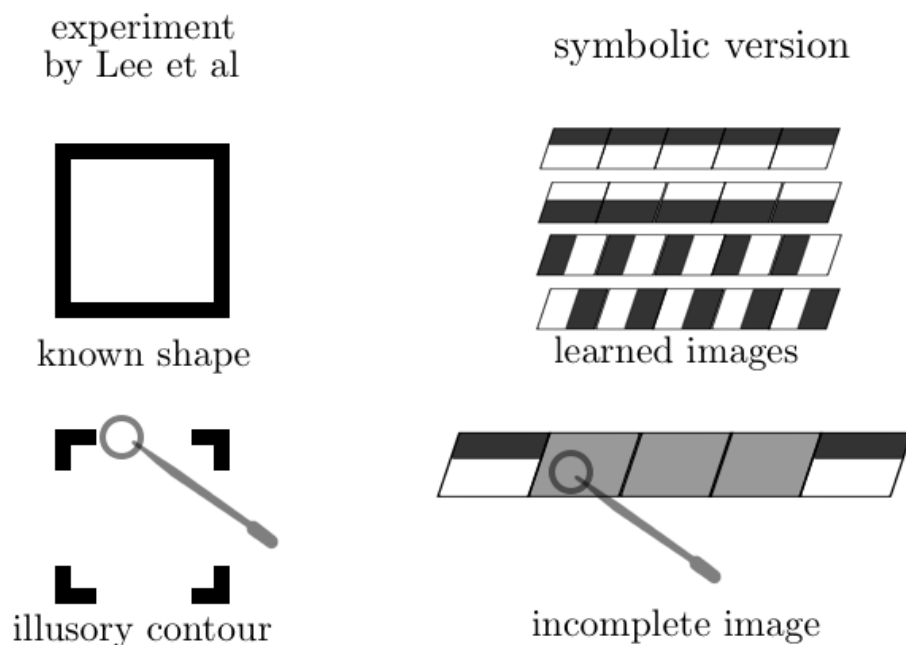 experiment
by Lee et al
symbolic version
known shape
learned images
illusory contour
incomplete image